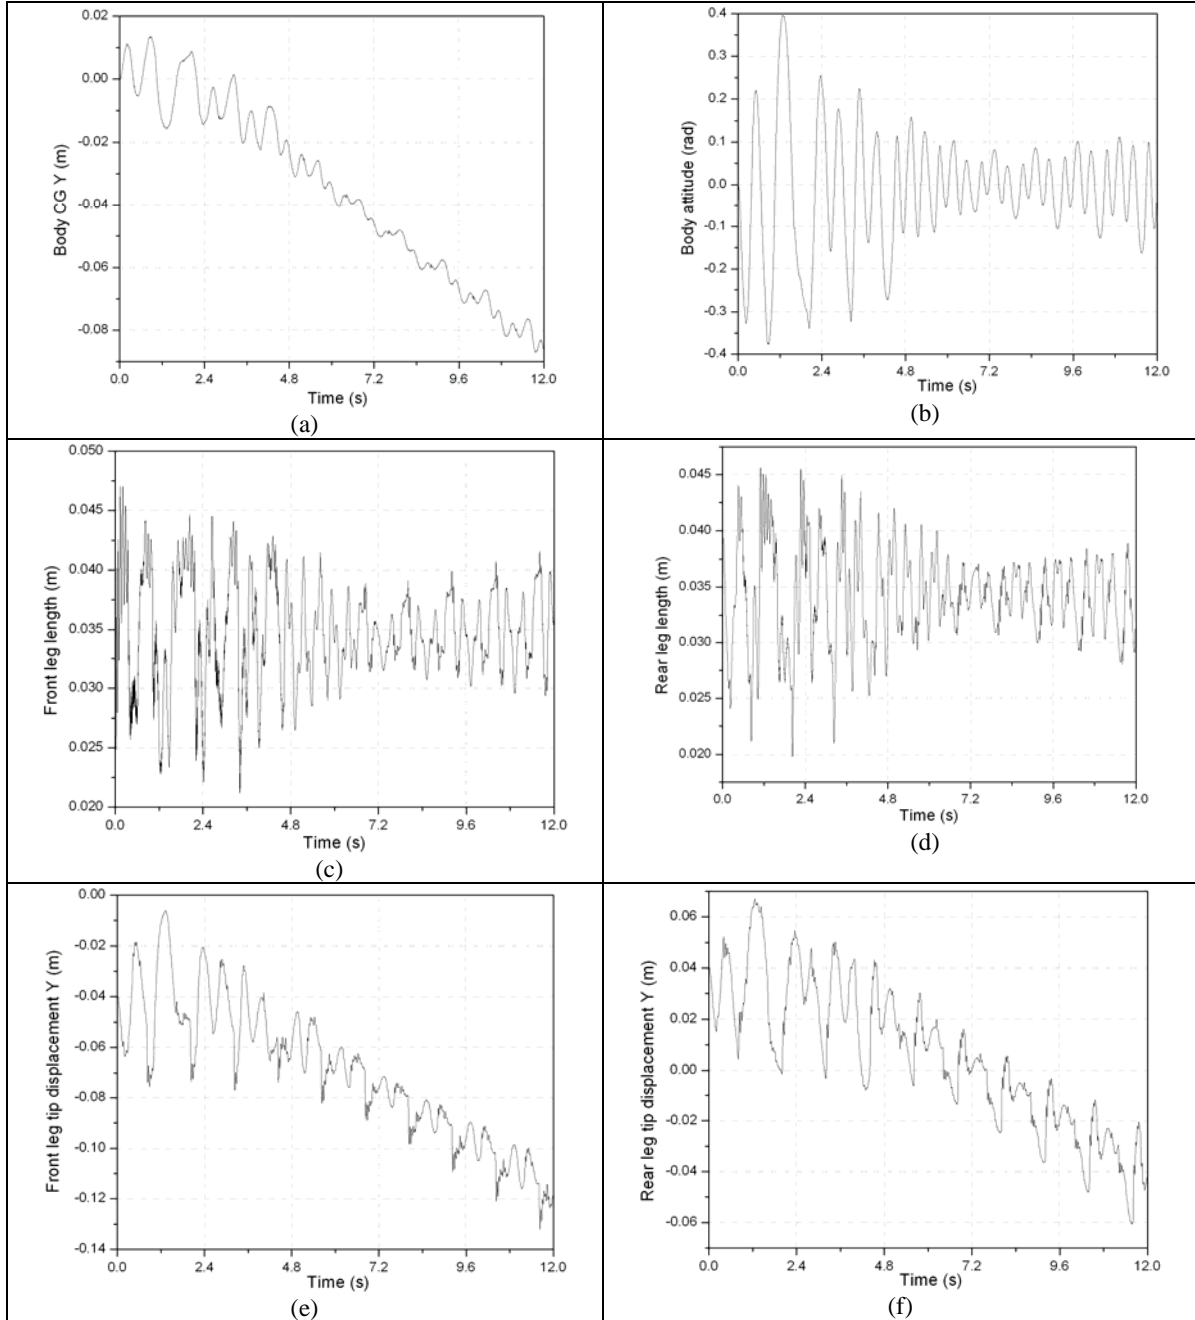 0.02
0.00
-0.02
-0.04
-0.06
-0.08
Body CG Y (m)
0.0 2.4 4.8 7.2 9.6 12.0
Time (s)
(a)
0.4
0.3
0.2
0.1
0.0
-0.1
-0.2
-0.3
-0.4
Body attitude (rad)
0.0 2.4 4.8 7.2 9.6 12.0
Time (s)
(b)
0.050
0.045
0.040
0.035
0.030
0.025
0.020
Front leg length (m)
0.0 2.4 4.8 7.2 9.6 12.0
Time (s)
(c)
0.045
0.040
0.035
0.030
0.025
0.020
Rear leg length (m)
0.0 2.4 4.8 7.2 9.6 12.0
Time (s)
(d)
0.00
-0.02
-0.04
-0.06
-0.08
-0.10
-0.12
-0.14
Front leg tip displacement Y (m)
0.0 2.4 4.8 7.2 9.6 12.0
Time (s)
(e)
0.06
0.04
0.02
0.00
-0.02
-0.04
-0.06
Rear leg tip displacement Y (m)
0.0 2.4 4.8 7.2 9.6 12.0
Time (s)
(f)